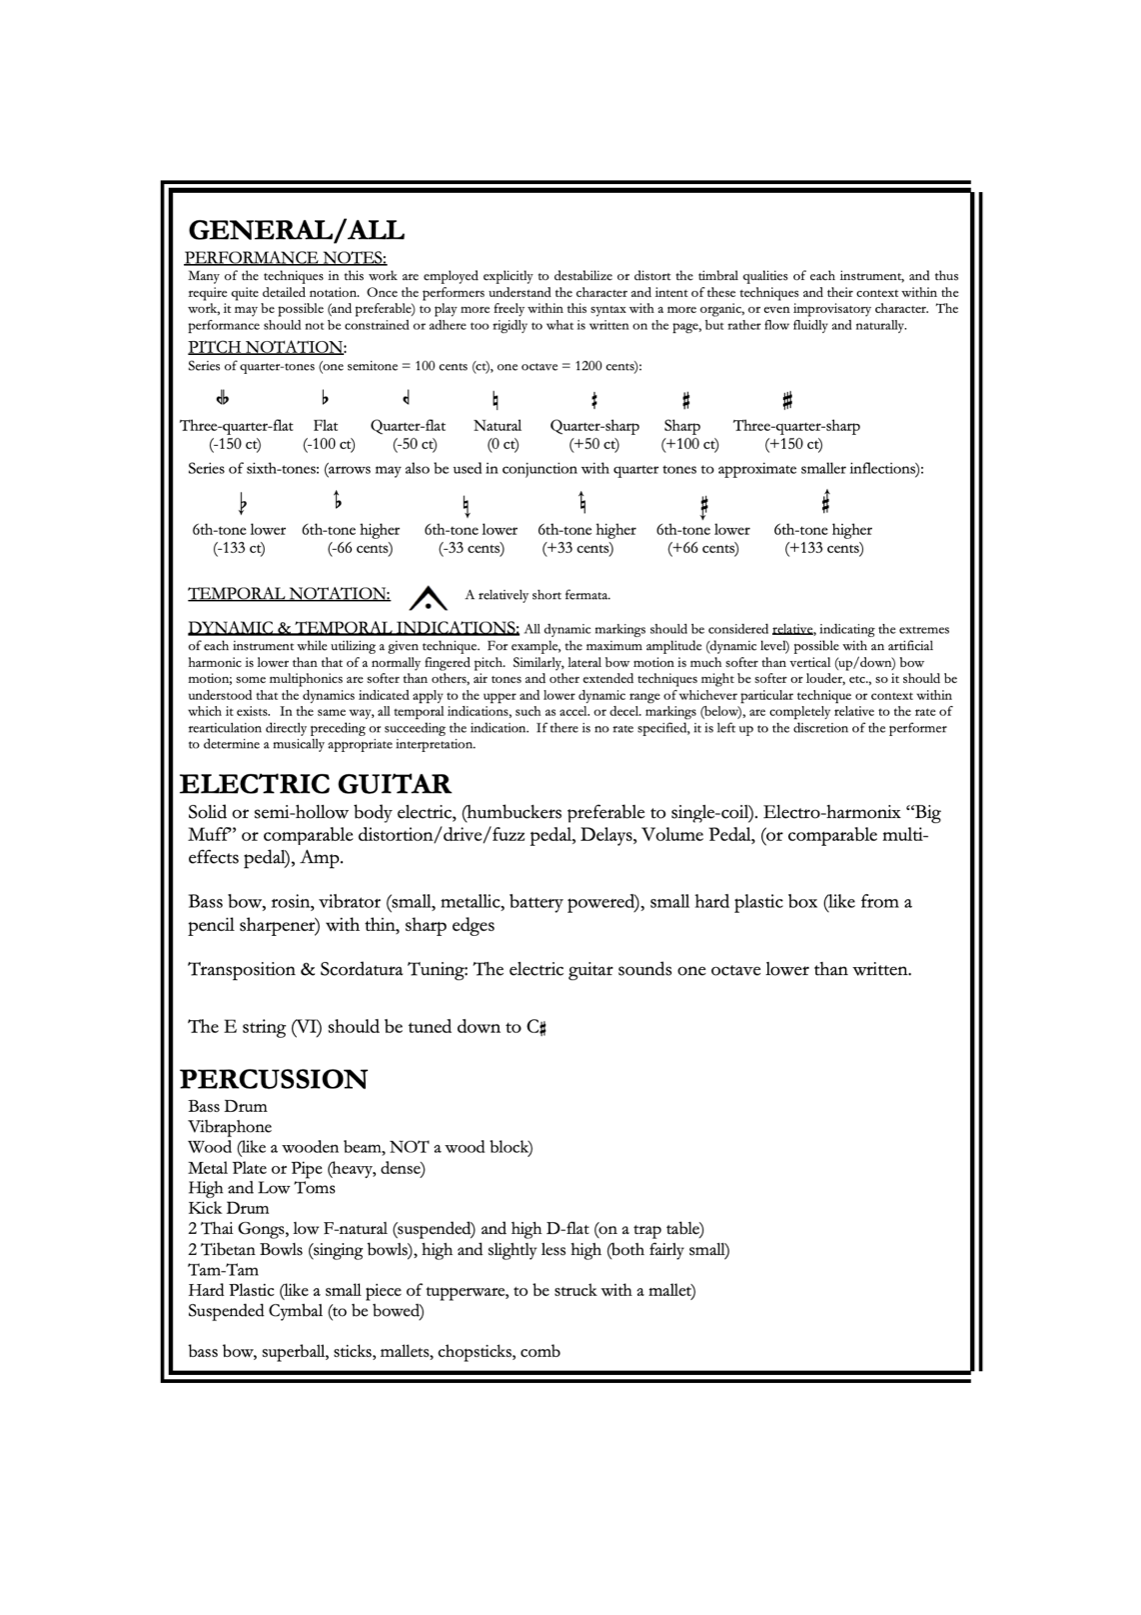 GENERAL/ALL
PERFORMANCE NOTES:
Many of the techniques in this work are employed explicitly to destabilize or distort the timbral qualities of each instrument, and thus
require quite detailed notation. Once the performers understand the character and intent of these techniques and their context within the
work, it may be possible (and preferable) to play more freely within this syntax with a more organic, or even improvisatory character. The
performance should not be constrained or adhere too rigidly to what is written on the page, but rather flow fluidly and naturally.
PITCH NOTATION:
Series of quarter-tones (one semitone = 100 cents (ct), one octave = 1200 cents):
Three-quarter-flat Flat Quarter-flat Natural Quarter-sharp Sharp Three-quarter-sharp
(-150 ct) (-100 ct) (-50 ct) (0 ct) (+50 ct) (+100 ct) (+150 ct)
Series of sixth-tones: (arrows may also be used in conjunction with quarter tones to approximate smaller inflections):
6th-tone lower 6th-tone higher 6th-tone lower 6th-tone higher 6th-tone lower 6th-tone higher
(-133 ct) (-66 cents) (-33 cents) (+33 cents) (+66 cents) (+133 cents)
TEMPORAL NOTATION: A relatively short fermata.
DYNAMIC & TEMPORAL INDICATIONS: All dynamic markings should be considered relative, indicating the extremes
of each instrument while utilizing a given technique. For example, the maximum amplitude (dynamic level) possible with an artificial
harmonic is lower than that of a normally fingered pitch. Similarly, lateral bow motion is much softer than vertical (up/down) bow
motion; some multiphonics are softer than others, air tones and other extended techniques might be softer or louder, etc., so it should be
understood that the dynamics indicated apply to the upper and lower dynamic range of whichever particular technique or context within
which it exists. In the same way, all temporal indications, such as accel. or decel. markings (below), are completely relative to the rate of
rearticulation directly preceding or succeeding the indication. If there is no rate specified, it is left up to the discretion of the performer
to determine a musically appropriate interpretation.
ELECTRIC GUITAR
Solid or semi-hollow body electric, (humbuckers preferable to single-coil). Electro-harmonix “Big
Muff” or comparable distortion/drive/fuzz pedal, Delays, Volume Pedal, (or comparable multi-
effects pedal), Amp.
Bass bow, rosin, vibrator (small, metallic, battery powered), small hard plastic box (like from a
pencil sharpener) with thin, sharp edges
Transposition & Scordatura Tuning: The electric guitar sounds one octave lower than written.
The E string (VI) should be tuned down to C♯
PERCUSSION
Bass Drum
Vibraphone
Wood (like a wooden beam, NOT a wood block)
Metal Plate or Pipe (heavy, dense)
High and Low Toms
Kick Drum
2 Thai Gongs, low F-natural (suspended) and high D-flat (on a trap table)
2 Tibetan Bowls (singing bowls), high and slightly less high (both fairly small)
Tam-Tam
Hard Plastic (like a small piece of tupperware, to be struck with a mallet)
Suspended Cymbal (to be bowed)
bass bow, superball, sticks, mallets, chopsticks, comb